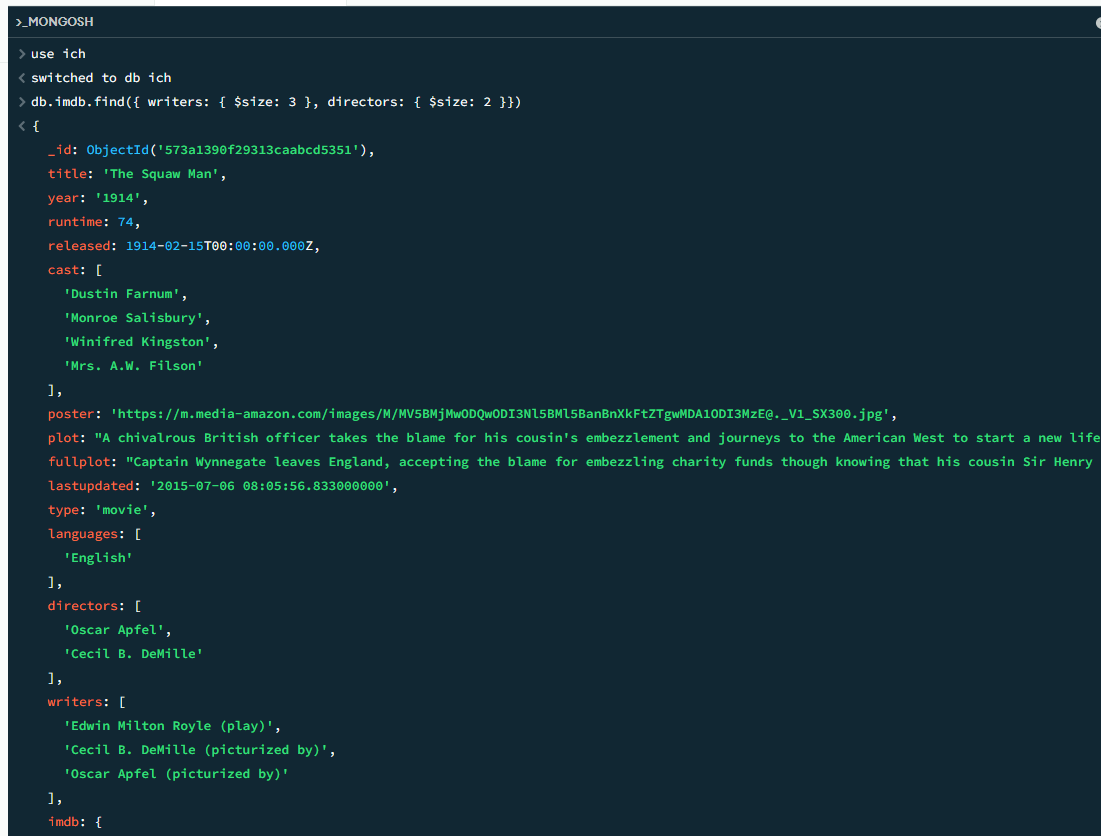 >_MONGOSH
> use ich
< switched to db ich
> db.imdb.find({ writers: { $size: 3 }, directors: { $size: 2 }})
< {
_id: ObjectId('573a1390f29313caabcd5351'),
title: 'The Squaw Man',
year: '1914',
runtime: 74,
released: 1914-02-15T00:00:00.000Z,
cast: [
'Dustin Farnum',
'Monroe Salisbury',
'Winifred Kingston',
'Mrs. A.W. Filson'
],
poster: 'https://m.media-amazon.com/images/M/MV5BMjMwODQwODI3Nl5BMl5BanBnXkFtZTgwMDA1ODI3MzE@._V1_SX300.jpg',
plot: "A chivalrous British officer takes the blame for his cousin's embezzlement and journeys to the American West to start a new life
fullplot: "Captain Wynnegate leaves England, accepting the blame for embezzling charity funds though knowing that his cousin Sir Henry
lastupdated: '2015-07-06 08:05:56.833000000',
type: 'movie',
languages: [
'English'
],
directors: [
'Oscar Apfel',
'Cecil B. DeMille'
],
writers: [
'Edwin Milton Royle (play)',
'Cecil B. DeMille (picturized by)',
'Oscar Apfel (picturized by)'
],
imdb: {